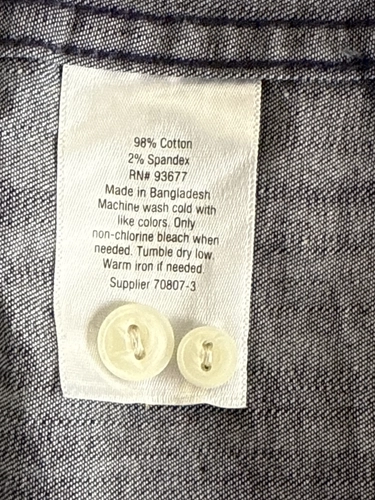 98% Cotton
2% Spandex
RN# 93677
Made in Bangladesh
Machine wash cold with
like colors. Only
non-chlorine bleach when
needed. Tumble dry low.
Warm iron if needed
Supplier 70807-3